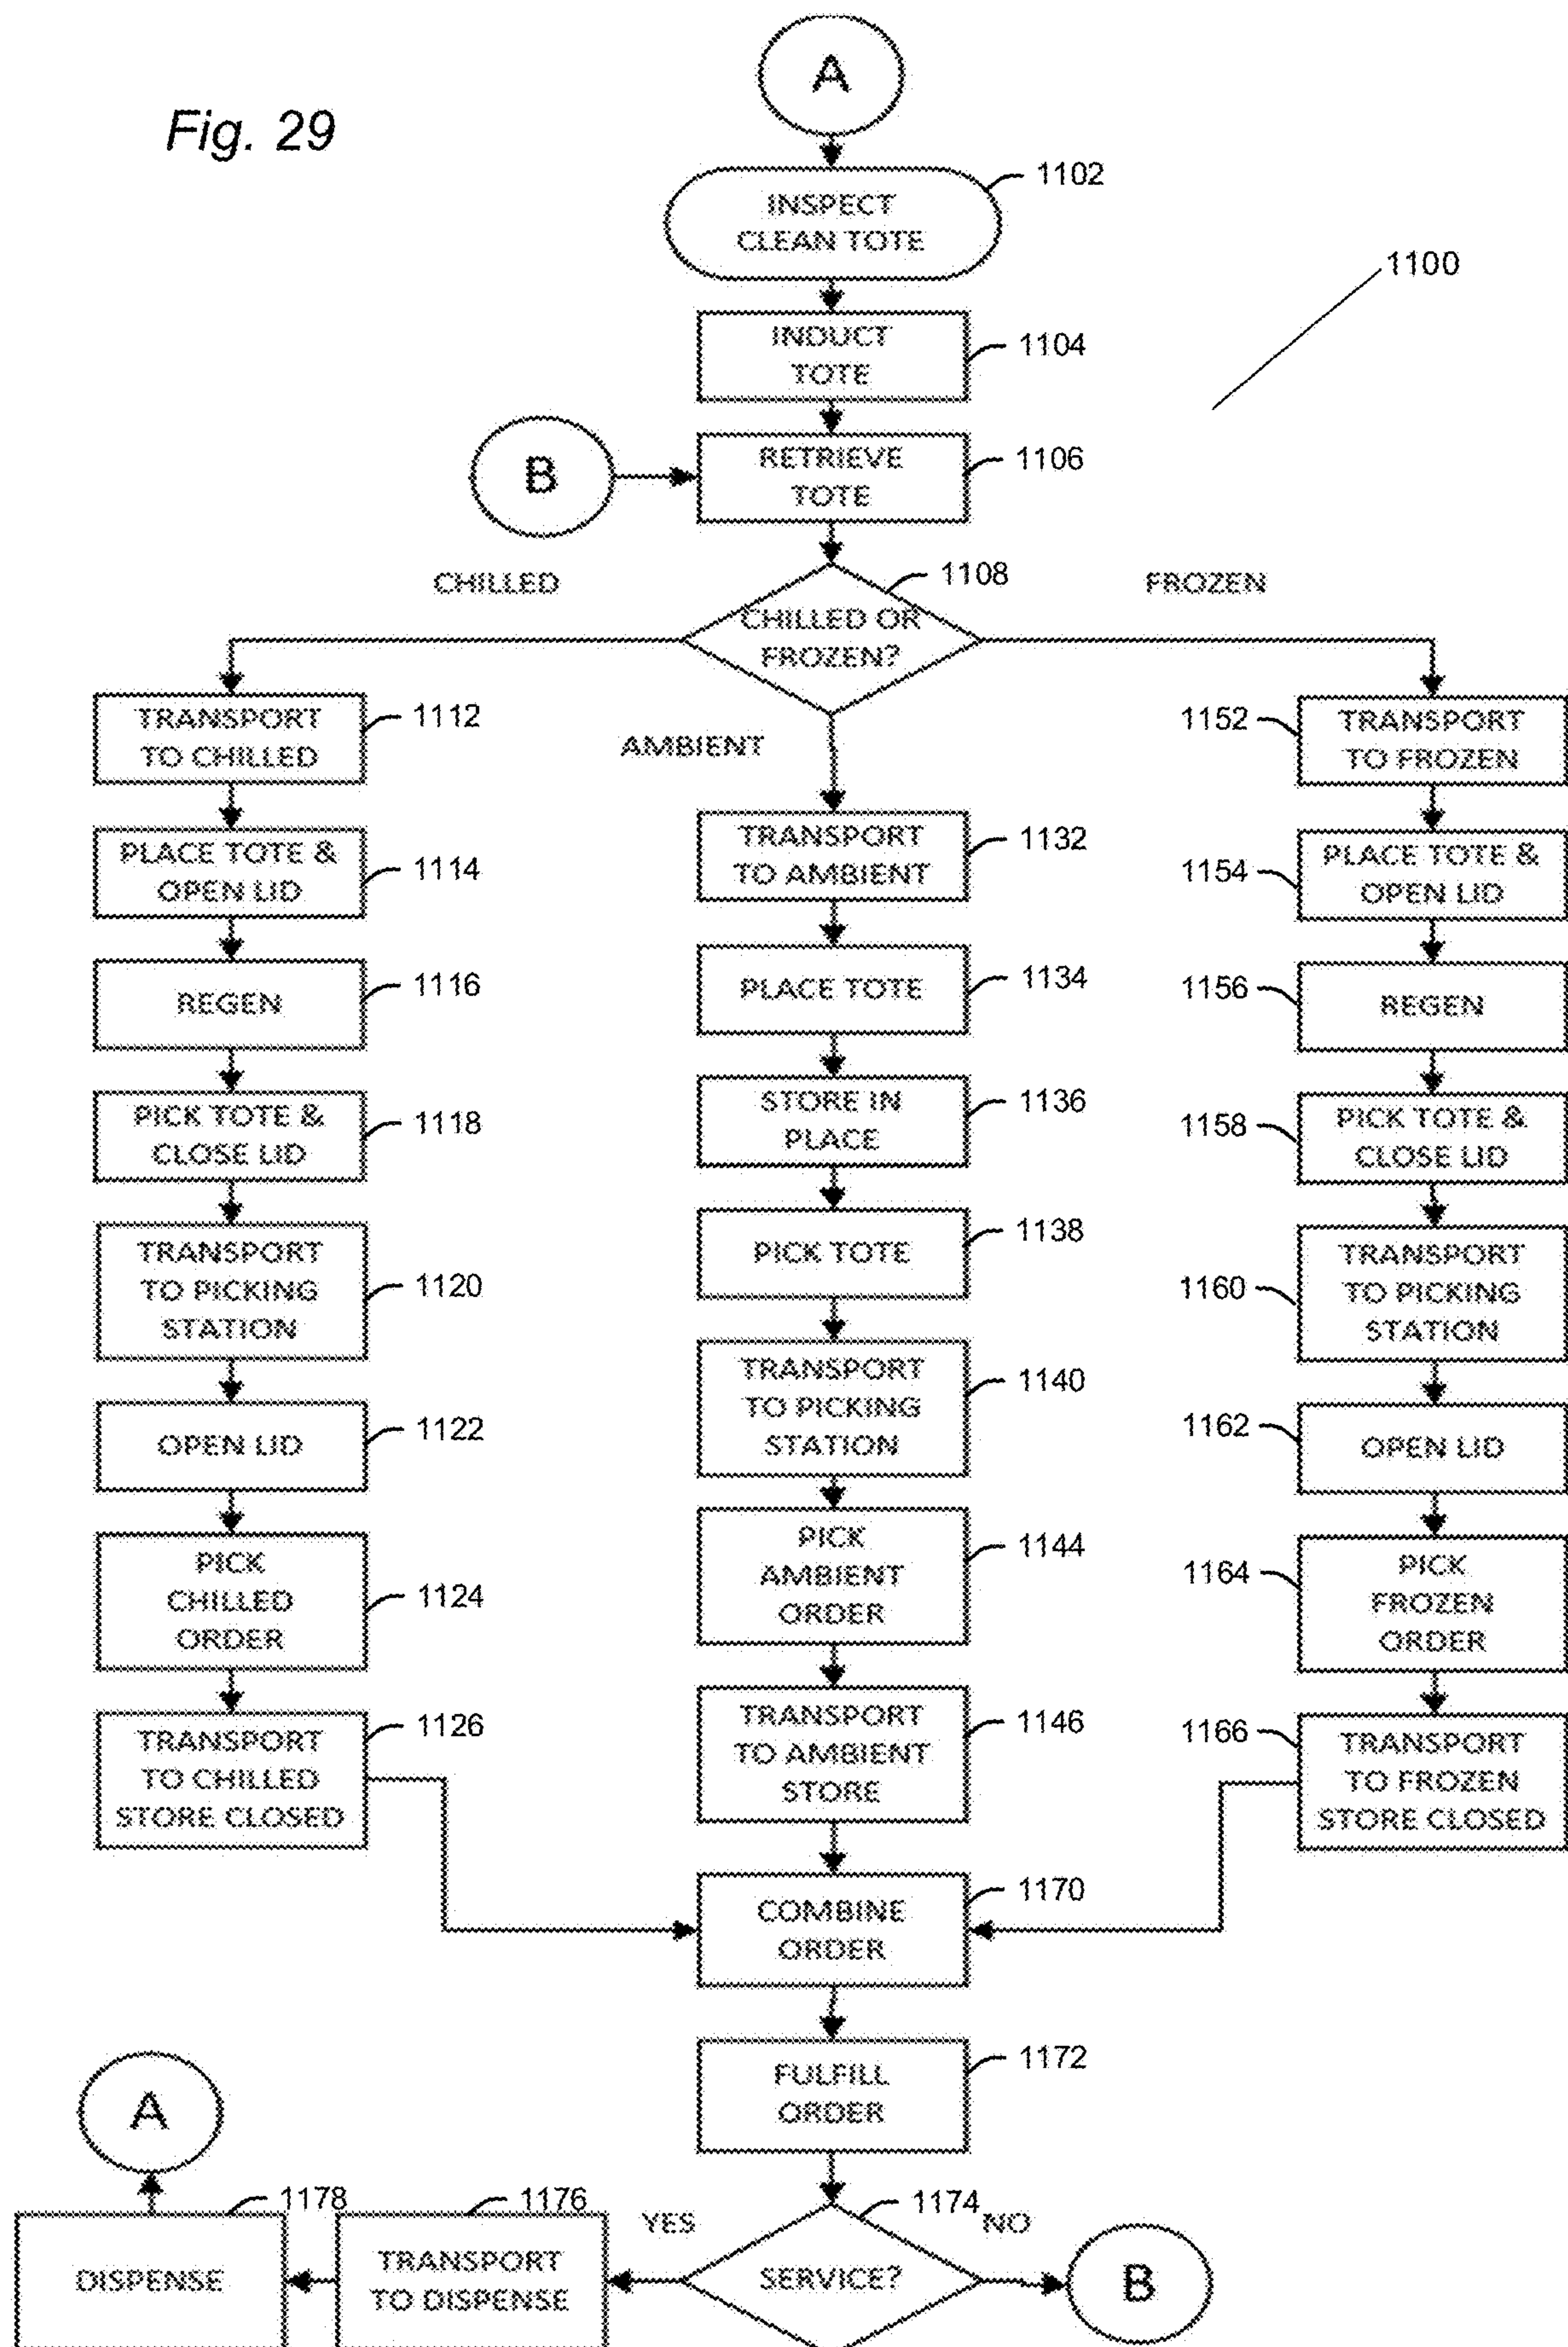 Fig. 29
A
INSPECT
CLEAN TOTE
1102
1100
INDUCT
TOTE
1104
B
RETRIEVE
TOTE
1106
CHILLED
1108
FROZEN
CHILLED OR
FROZEN?
AMBIENT
TRANSPORT
TO CHILLED
1112
PLACE TOTE &
OPEN LID
1114
REGEN
1116
PICK TOTE &
CLOSE LID
1118
TRANSPORT
TO PICKING
STATION
1120
OPEN LID
1122
PICK
CHILLED
ORDER
1124
TRANSPORT
TO CHILLED
STORE CLOSED
1126
TRANSPORT
TO AMBIENT
1132
PLACE TOTE
1134
STORE IN
PLACE
1136
PICK TOTE
1138
TRANSPORT
TO PICKING
STATION
1140
PICK
AMBIENT
ORDER
1144
TRANSPORT
TO AMBIENT
STORE
1146
1152
TRANSPORT
TO FROZEN
1154
PLACE TOTE &
OPEN LID
1156
REGEN
1158
PICK TOTE &
CLOSE LID
1160
TRANSPORT
TO PICKING
STATION
1162
OPEN LID
1164
PICK
FROZEN
ORDER
1166
TRANSPORT
TO FROZEN
STORE CLOSED
COMBINE
ORDER
1170
FULFILL
ORDER
1172
A
1178
1176
YES
1174
NO
DISPENSE
TRANSPORT
TO DISPENSE
SERVICE?
B